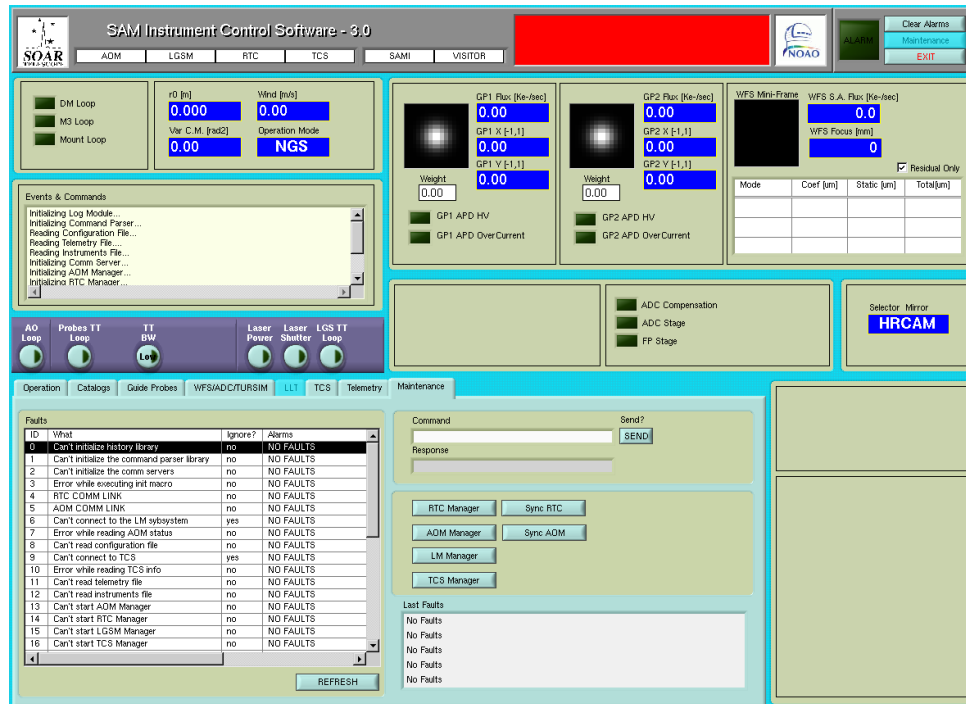 SAM Instrument Control Software - 3.0
SOAR
AOM LGSM RTC TCS SAMI VISITOR
NOAO
ALARM
Clear Alarms
Maintenance
EXIT
DM Loop
M3 Loop
Mount Loop
r0 [m] Wind [m/s]
0.000 0.00
Var C.M. [rad2] Operation Mode
0.00 NGS
GP1 Flux [Ke-/sec]
0.00
GP1 X [-1,1]
0.00
GP1 Y [-1,1]
0.00
Weight
0.00
GP1 APD HV
GP1 APD OverCurrent
GP2 Flux [Ke-/sec]
0.00
GP2 X [-1,1]
0.00
GP2 Y [-1,1]
0.00
Weight
0.00
GP2 APD HV
GP2 APD OverCurrent
WFS Mini-Frame WFS S.A. Flux [Ke-/sec]
0.0
WFS Focus [mm]
0
Residual Only
Mode Coef [um] Static [um] Total[um]
Events & Commands
Initializing Log Module...
Initializing Command Parser...
Reading Configuration File...
Reading Telemetry File....
Reading Instruments File...
Initializing Comm Server...
Initializing AOM Manager...
Initializing RTC Manager...
ADC Compensation
ADC Stage
FP Stage
Selector Mirror
HRCAM
AO Loop
Probes TT Loop
TT BW
Low
Laser Power
Laser Shutter
LGS TT Loop
Operation Catalogs Guide Probes WFS/ADC/TURSIM LLT TCS Telemetry Maintenance
Faults
ID What Ignore? Alarms
0 Can't initialize history library no NO FAULTS
1 Can't initialize the command parser library no NO FAULTS
2 Can't initialize the comm servers no NO FAULTS
3 Error while executing init macro no NO FAULTS
4 RTC COMM LINK no NO FAULTS
5 AOM COMM LINK no NO FAULTS
6 Can't connect to the LM sybsystem yes NO FAULTS
7 Error while reading AOM status no NO FAULTS
8 Can't read configuration file no NO FAULTS
9 Can't connect to TCS yes NO FAULTS
10 Error while reading TCS info no NO FAULTS
11 Can't read telemetry file no NO FAULTS
12 Can't read instruments file no NO FAULTS
13 Can't start AOM Manager no NO FAULTS
14 Can't start RTC Manager no NO FAULTS
15 Can't start LGSM Manager no NO FAULTS
16 Can't start TCS Manager no NO FAULTS
REFRESH
Command Send?
SEND
Response
RTC Manager Sync RTC
AOM Manager Sync AOM
LM Manager
TCS Manager
Last Faults
No Faults
No Faults
No Faults
No Faults
No Faults